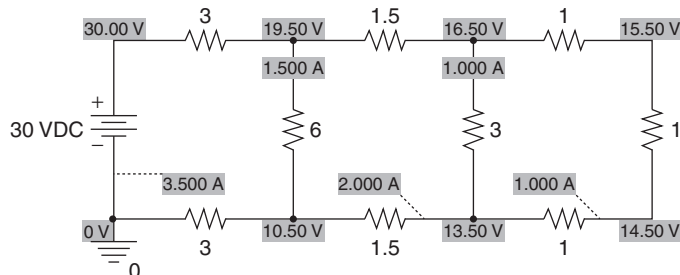 3 1.5 1
30.00 V 19.50 V 16.50 V 15.50 V
1.500 A 1.000 A
+
30 VDC 6 3 1
−
3.500 A 2.000 A 1.000 A
0 V 10.50 V 13.50 V 14.50 V
3 1.5 1
0